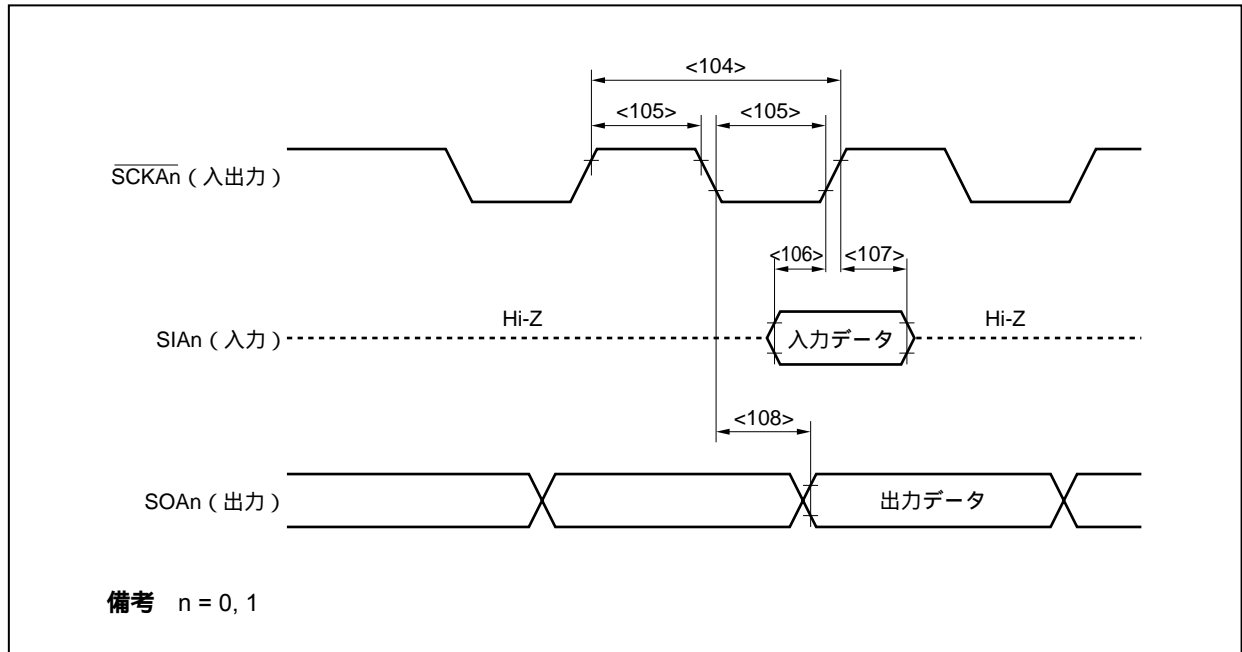 <104>
<105> <105>
SCKAn（入出力）
<106> <107>
Hi-Z Hi-Z
SIAn（入力） 入力データ
<108>
SOAn（出力） 出力データ
備考 n = 0, 1